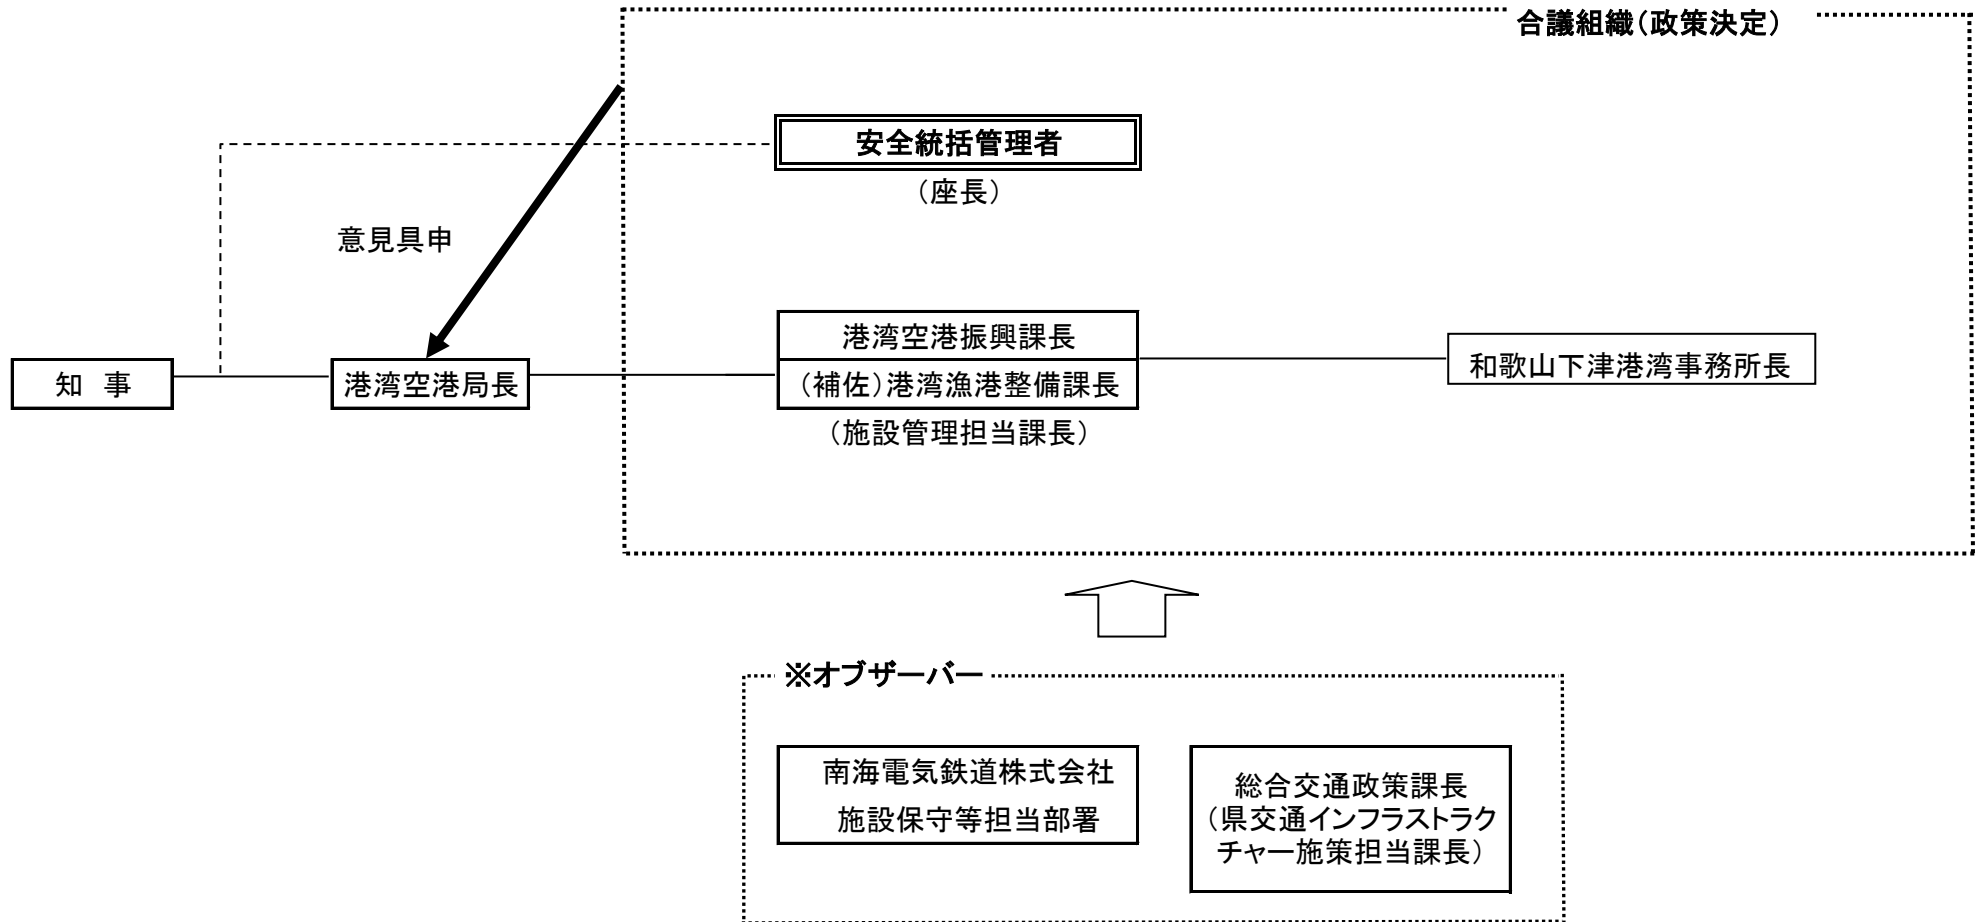 合議組織（政策決定）
安全統括管理者
（座長）
意見具申
知　事
港湾空港局長
港湾空港振興課長
（補佐）港湾漁港整備課長
（施設管理担当課長）
和歌山下津港湾事務所長
※オブザーバー
南海電気鉄道株式会社
施設保守等担当部署
総合交通政策課長
（県交通インフラストラク
チャー施策担当課長）